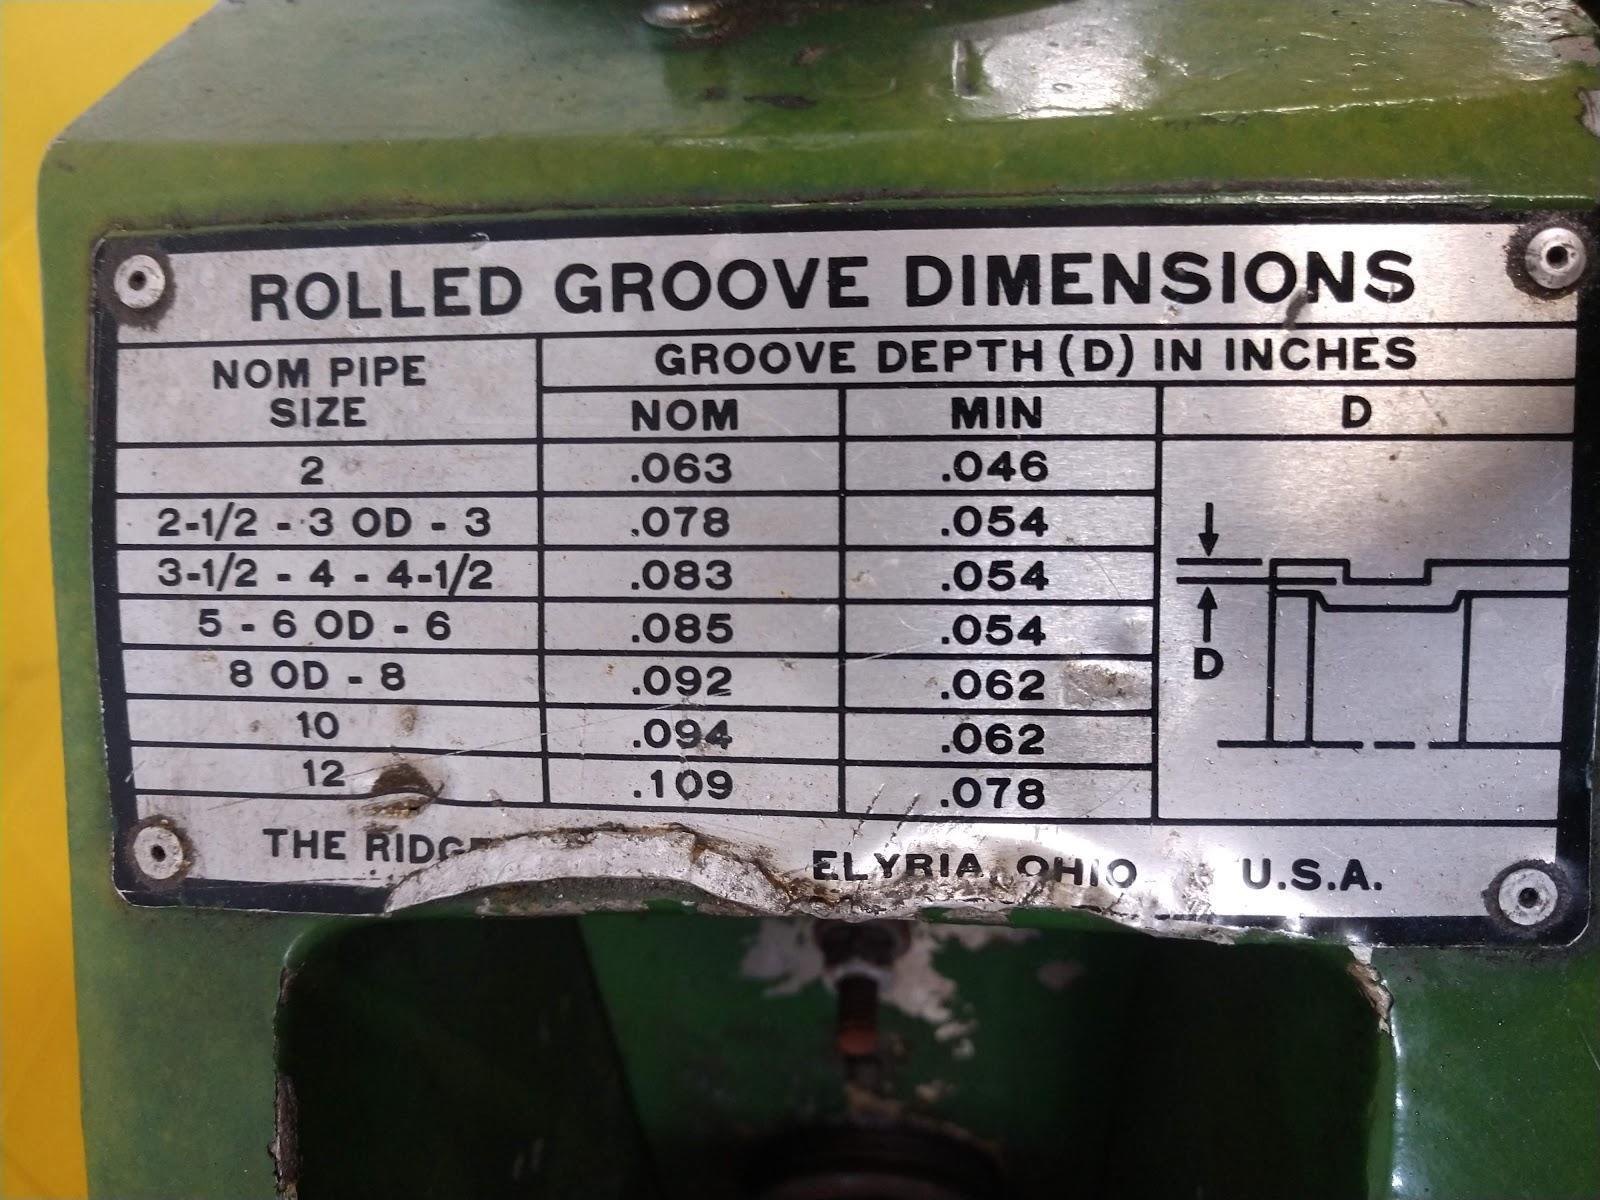 ROLLED GROOVE DIMENSIONS
NOM PIPE SIZE
GROOVE DEPTH (D) IN INCHES
NOM MIN D
2 .063 .046
2-1/2 - 3 OD - 3 .078 .054
3-1/2 - 4 - 4-1/2 .083 .054
5 - 6 OD - 6 .085 .054
8 OD - 8 .092 .062
10 .094 .062
12 .109 .078
D
THE ELYRIA, OHIO U.S.A.